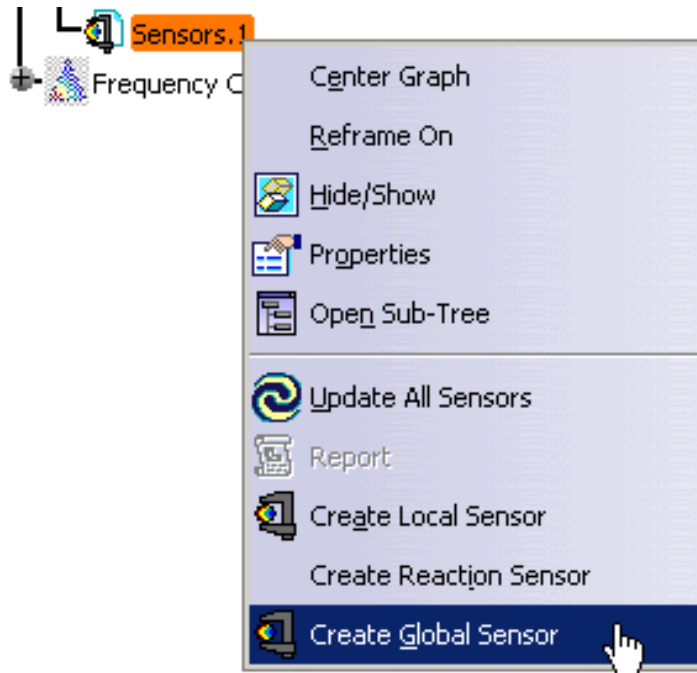 Sensors.1
Frequency C
Center Graph
Reframe On
Hide/Show
Properties
Open Sub-Tree
Update All Sensors
Report
Create Local Sensor
Create Reaction Sensor
Create Global Sensor